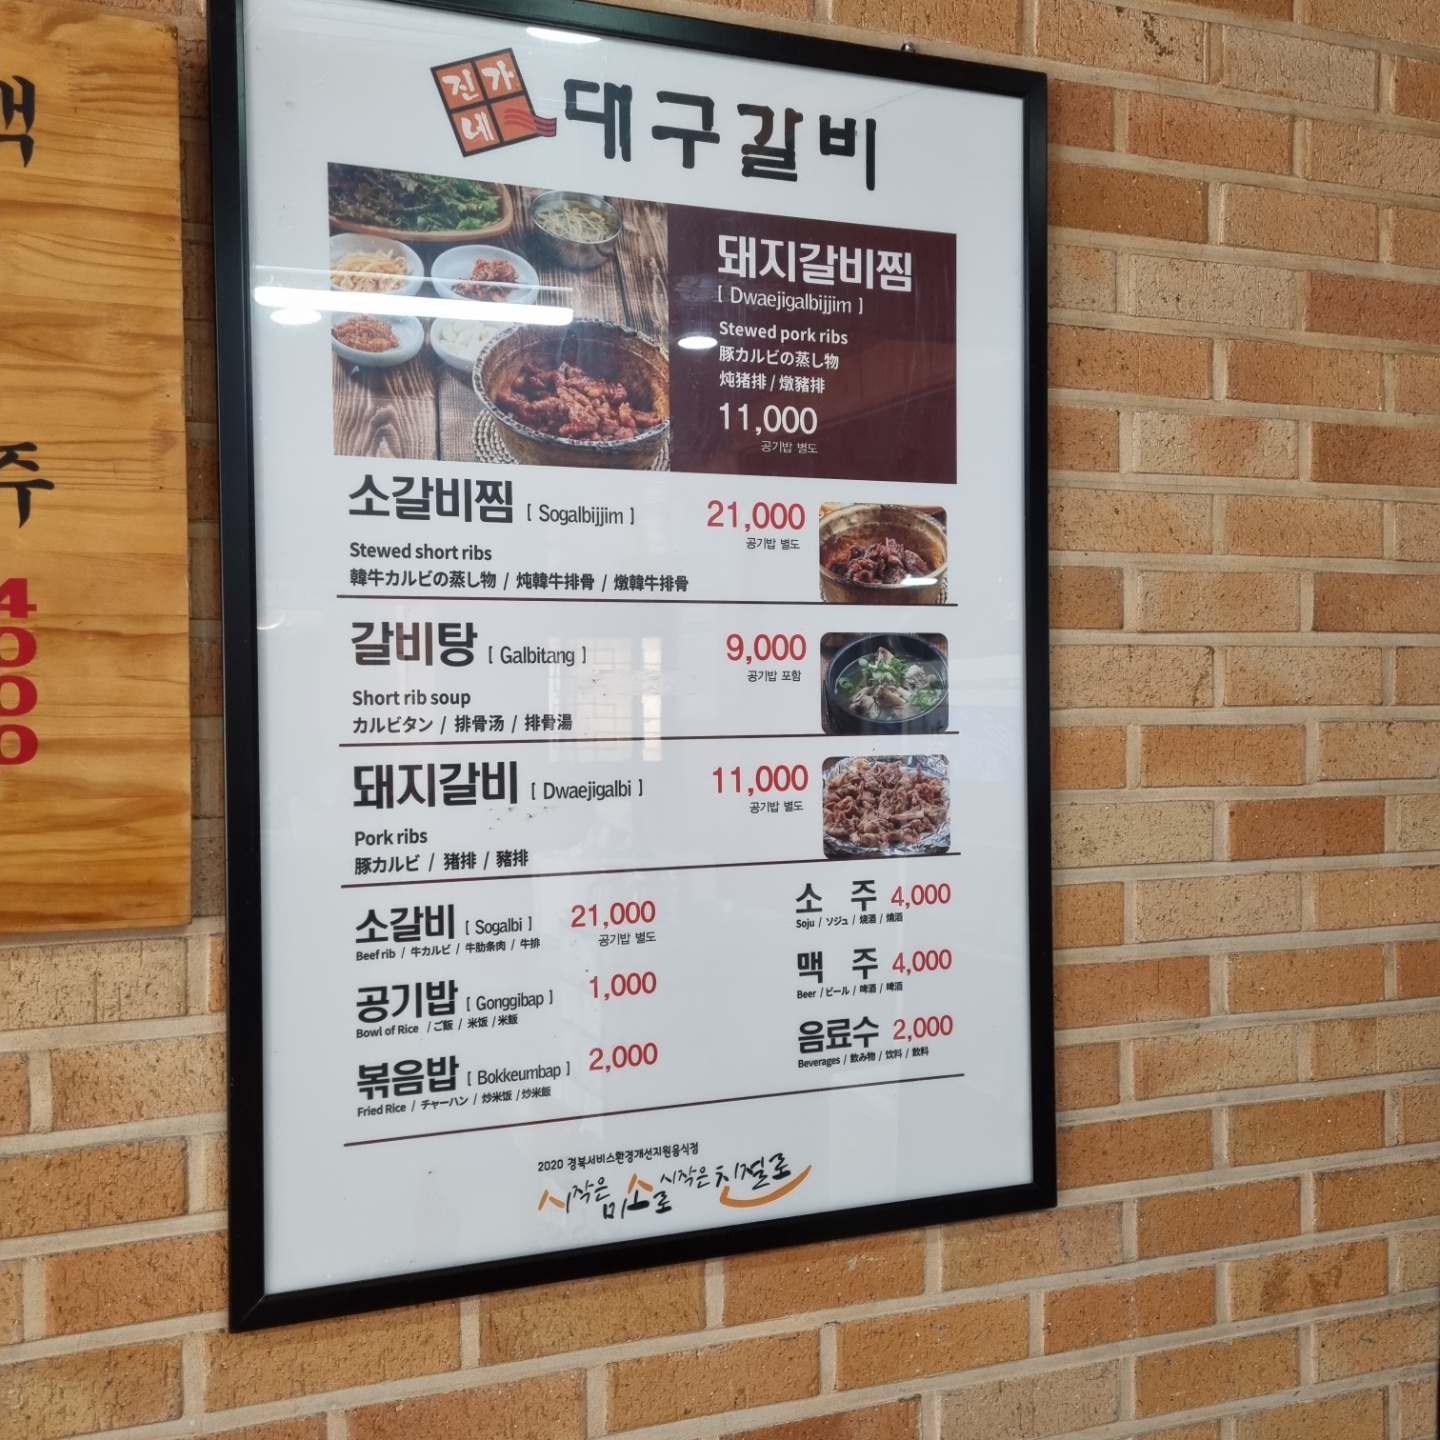 진가네 대구갈비
돼지갈비찜
[ Dwaejigalbijjim ]
Stewed pork ribs
豚カルビの蒸し物
炖猪排 / 燉豬排
11,000
공기밥 별도
소갈비찜 [ Sogalbijjim ] 21,000
공기밥 별도
Stewed short ribs
韓牛カルビの蒸し物 / 炖韓牛排骨 / 燉韓牛排骨
갈비탕 [ Galbitang ] 9,000
공기밥 포함
Short rib soup
カルビタン / 排骨汤 / 排骨湯
돼지갈비 [ Dwaejigalbi ] 11,000
공기밥 별도
Pork ribs
豚カルビ / 猪排 / 豬排
소갈비 [ Sogalbi ] 21,000
공기밥 별도
Beef rib / 牛カルビ / 牛肋条肉 / 牛排
공기밥 [ Gonggibap ] 1,000
Bowl of Rice / ご飯 / 米饭 / 米飯
볶음밥 [ Bokkeumbap ] 2,000
Fried Rice / チャーハン / 炒米饭 / 炒米飯
소 주 4,000
Soju / ソジュ / 烧酒 / 燒酒
맥 주 4,000
Beer / ビール / 啤酒 / 啤酒
음료수 2,000
Beverages / 飲み物 / 饮料 / 飲料
2020 경북서비스환경개선지원음식점
시작은 미소로 시작은 친절로
맥
주
4
0
0
0